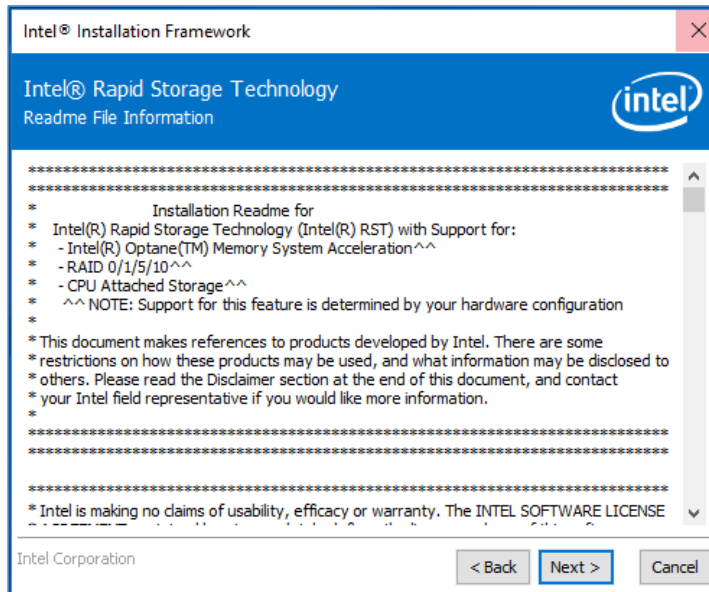 Intel® Installation Framework
Intel® Rapid Storage Technology
Readme File Information
intel
*******************************************************************************
*******************************************************************************
* Installation Readme for
* Intel(R) Rapid Storage Technology (Intel(R) RST) with Support for:
* - Intel(R) Optane(TM) Memory System Acceleration^^
* - RAID 0/1/5/10^^
* - CPU Attached Storage^^
* ^^ NOTE: Support for this feature is determined by your hardware configuration
*
* This document makes references to products developed by Intel. There are some
* restrictions on how these products may be used, and what information may be disclosed to
* others. Please read the Disclaimer section at the end of this document, and contact
* your Intel field representative if you would like more information.
*
*******************************************************************************
*******************************************************************************
*******************************************************************************
* Intel is making no claims of usability, efficacy or warranty. The INTEL SOFTWARE LICENSE
Intel Corporation
< Back
Next >
Cancel